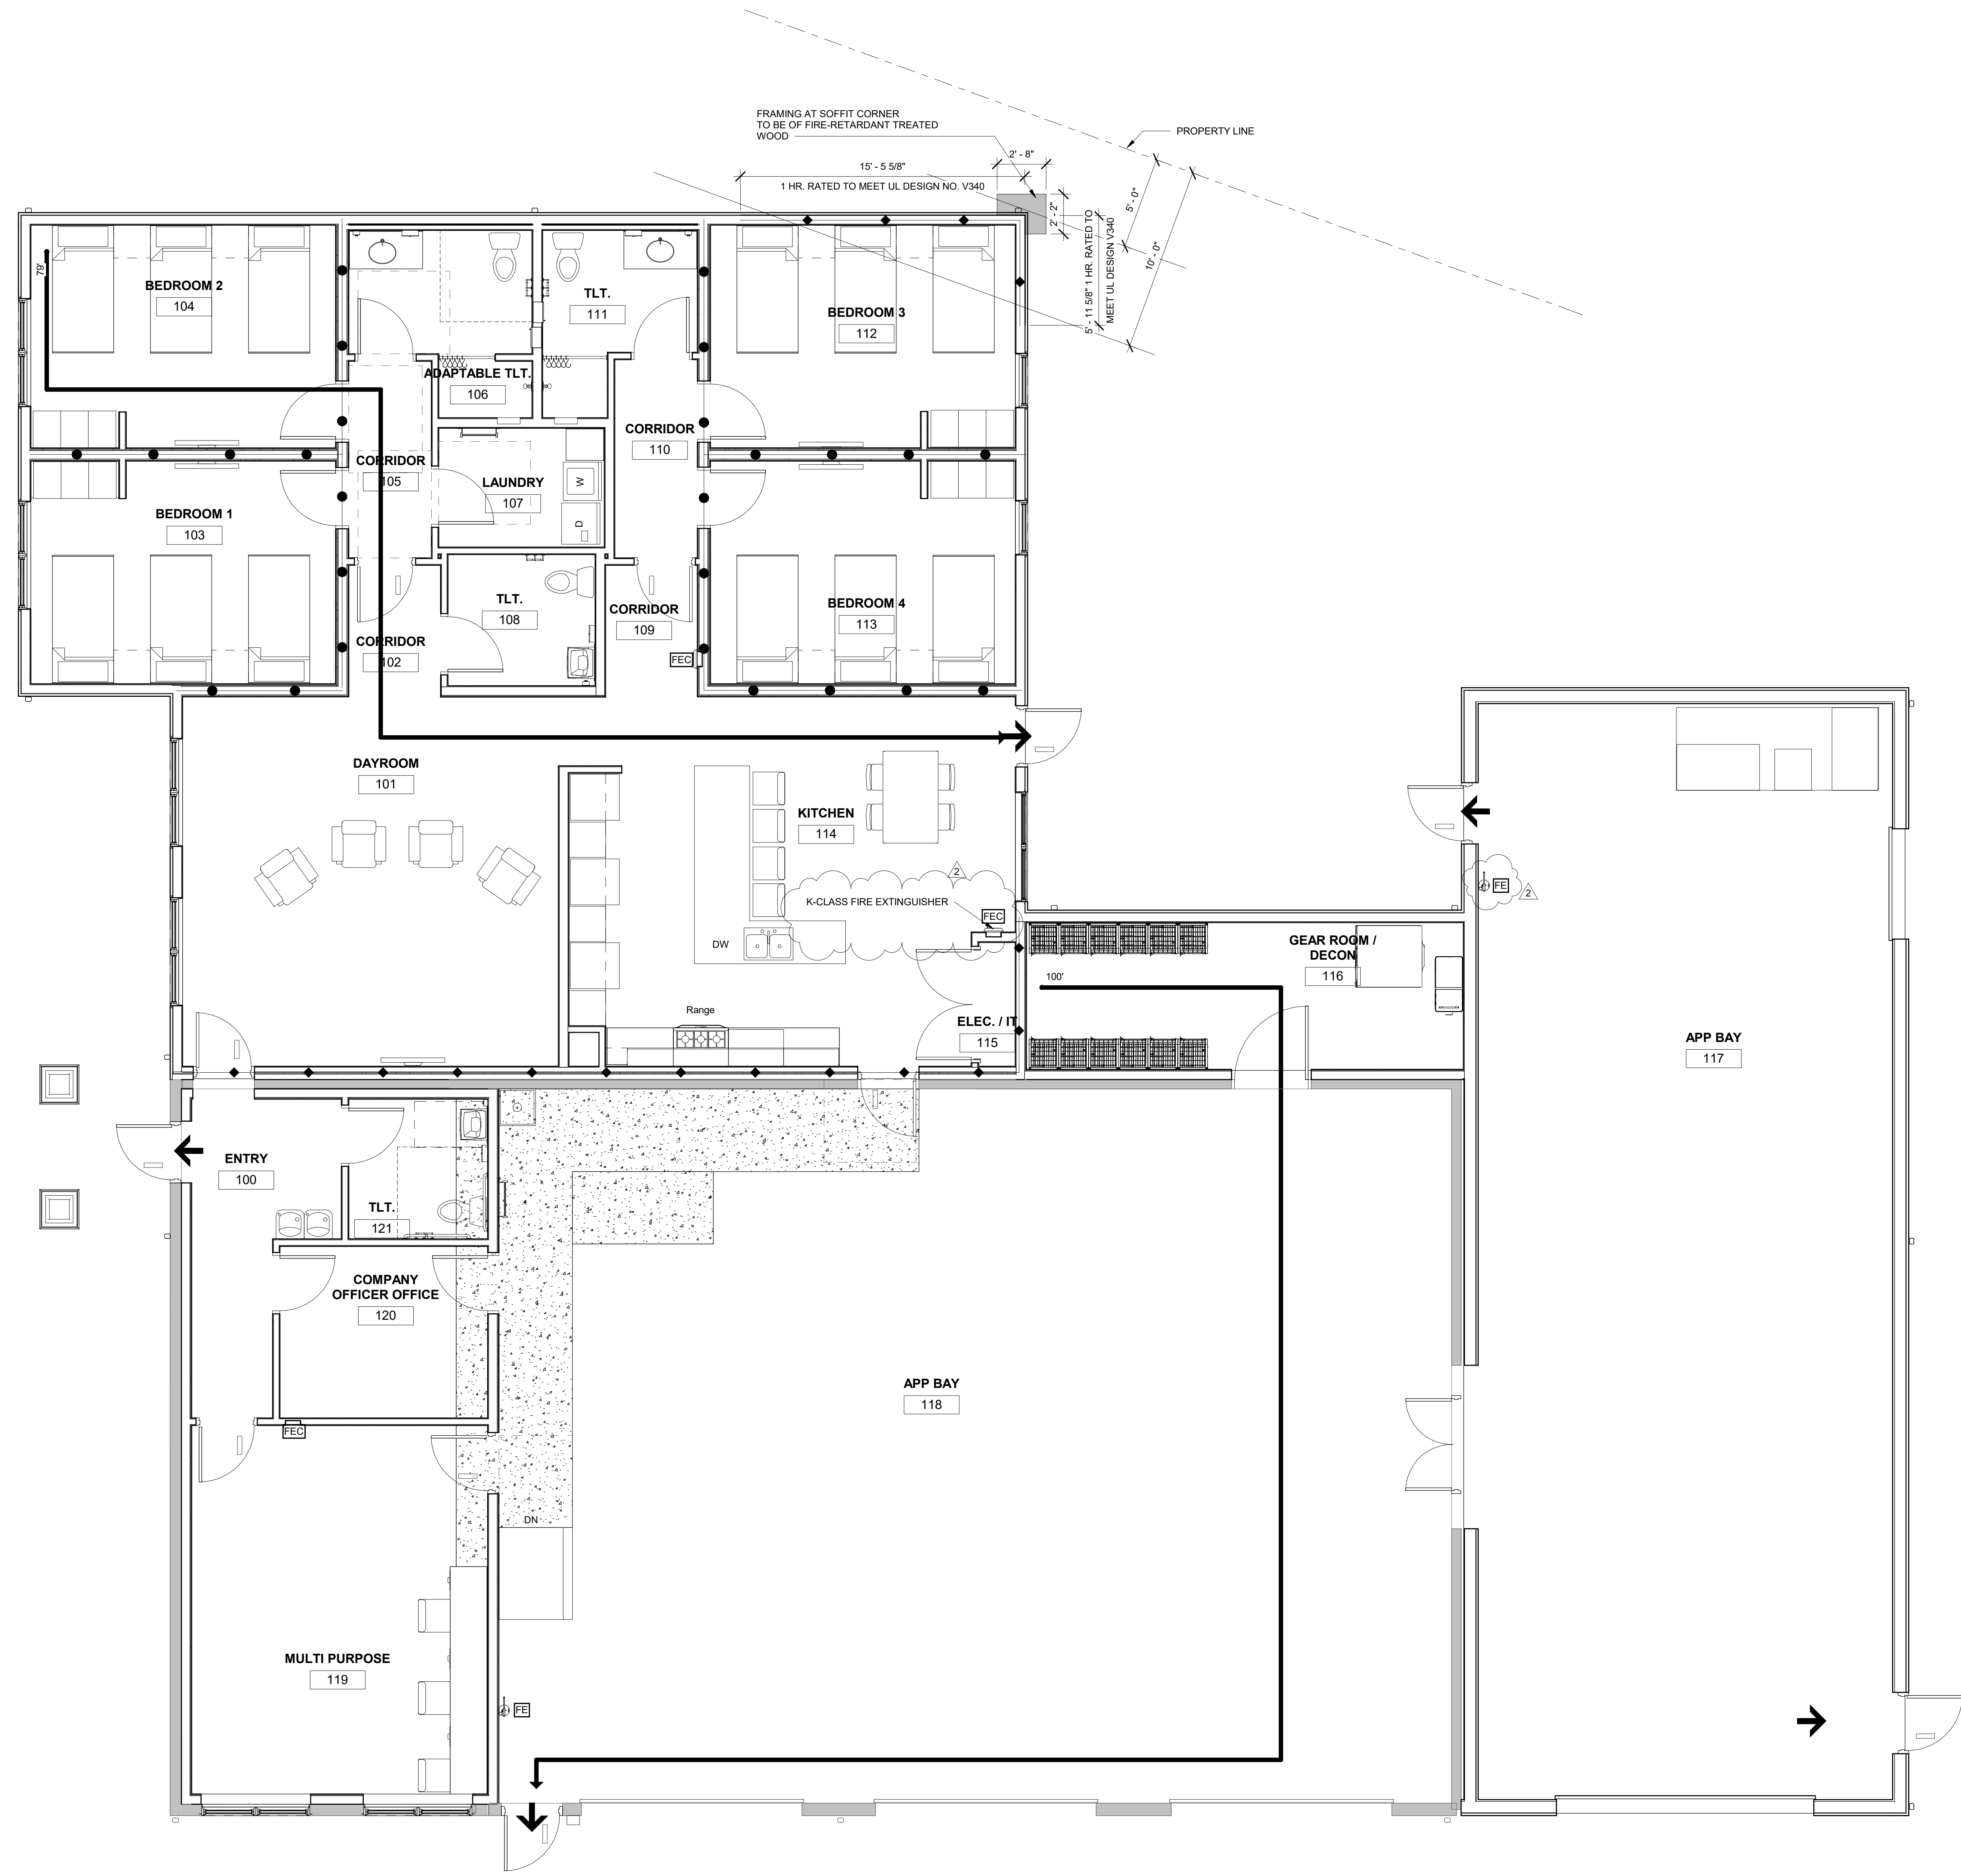 FRAMING AT SOFFIT CORNER
TO BE OF FIRE-RETARDANT TREATED
WOOD
PROPERTY LINE
2' - 8"
15' - 5 5/8"
1 HR. RATED TO MEET UL DESIGN NO. V340
2' - 2"
5' - 11 5/8" 1 HR. RATED TO
MEET UL DESIGN V340
5' - 0"
10' - 0"
79'
BEDROOM 2
104
TLT.
111
BEDROOM 3
112
ADAPTABLE TLT.
106
CORRIDOR
110
CORRIDOR
105
LAUNDRY
107
W
D
BEDROOM 1
103
TLT.
108
CORRIDOR
109
BEDROOM 4
113
CORRIDOR
102
FEC
DAYROOM
101
KITCHEN
114
2
K-CLASS FIRE EXTINGUISHER
FEC
DW
FE
2
GEAR ROOM /
DECON
116
100'
Range
ELEC. / IT
115
APP BAY
117
ENTRY
100
TLT.
121
COMPANY
OFFICER OFFICE
120
APP BAY
118
FEC
DN
MULTI PURPOSE
119
FE